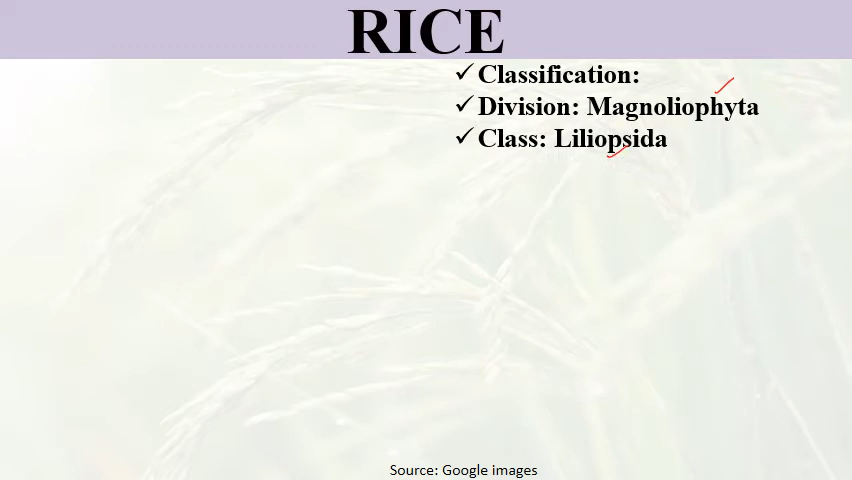 RICE
✓ Classification:
✓ Division: Magnoliophyta
✓ Class: Liliopsida
Source: Google images